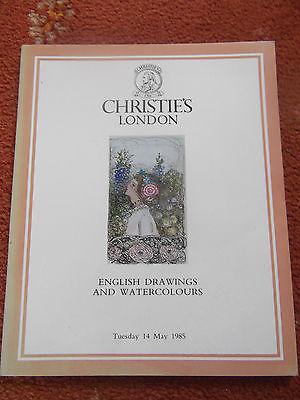 CHRISTIE'S
LONDON
ENGLISH DRAWINGS
AND WATERCOLOURS
Tuesday 14 May 1985